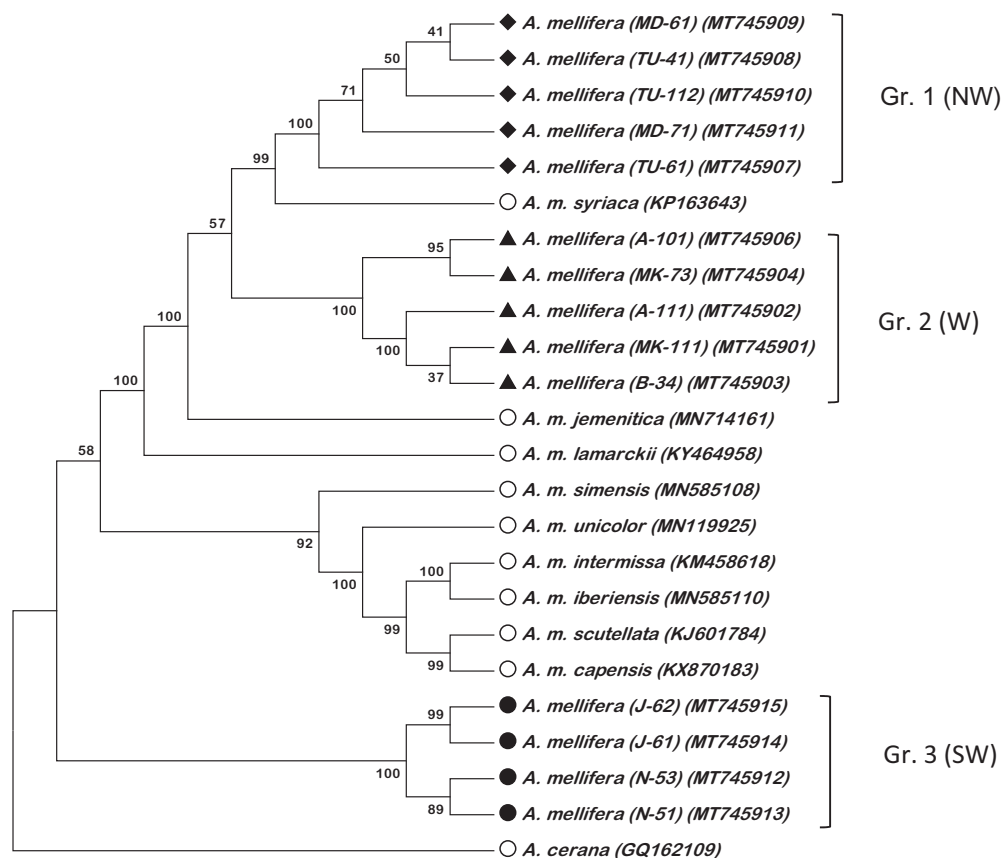 A. mellifera (MD-61) (MT745909)
41
A. mellifera (TU-41) (MT745908)
50
A. mellifera (TU-112) (MT745910)
Gr. 1 (NW)
71
A. mellifera (MD-71) (MT745911)
100
A. mellifera (TU-61) (MT745907)
99
A. m. syriaca (KP163643)
57
A. mellifera (A-101) (MT745906)
95
A. mellifera (MK-73) (MT745904)
100
A. mellifera (A-111) (MT745902)
Gr. 2 (W)
100
100
A. mellifera (MK-111) (MT745901)
37
A. mellifera (B-34) (MT745903)
100
A. m. jemenitica (MN714161)
58
A. m. lamarckii (KY464958)
A. m. simensis (MN585108)
92
A. m. unicolor (MN119925)
100
A. m. intermissa (KM458618)
100
A. m. iberiensis (MN585110)
99
A. m. scutellata (KJ601784)
99
A. m. capensis (KX870183)
A. mellifera (J-62) (MT745915)
99
A. mellifera (J-61) (MT745914)
Gr. 3 (SW)
100
A. mellifera (N-53) (MT745912)
89
A. mellifera (N-51) (MT745913)
A. cerana (GQ162109)